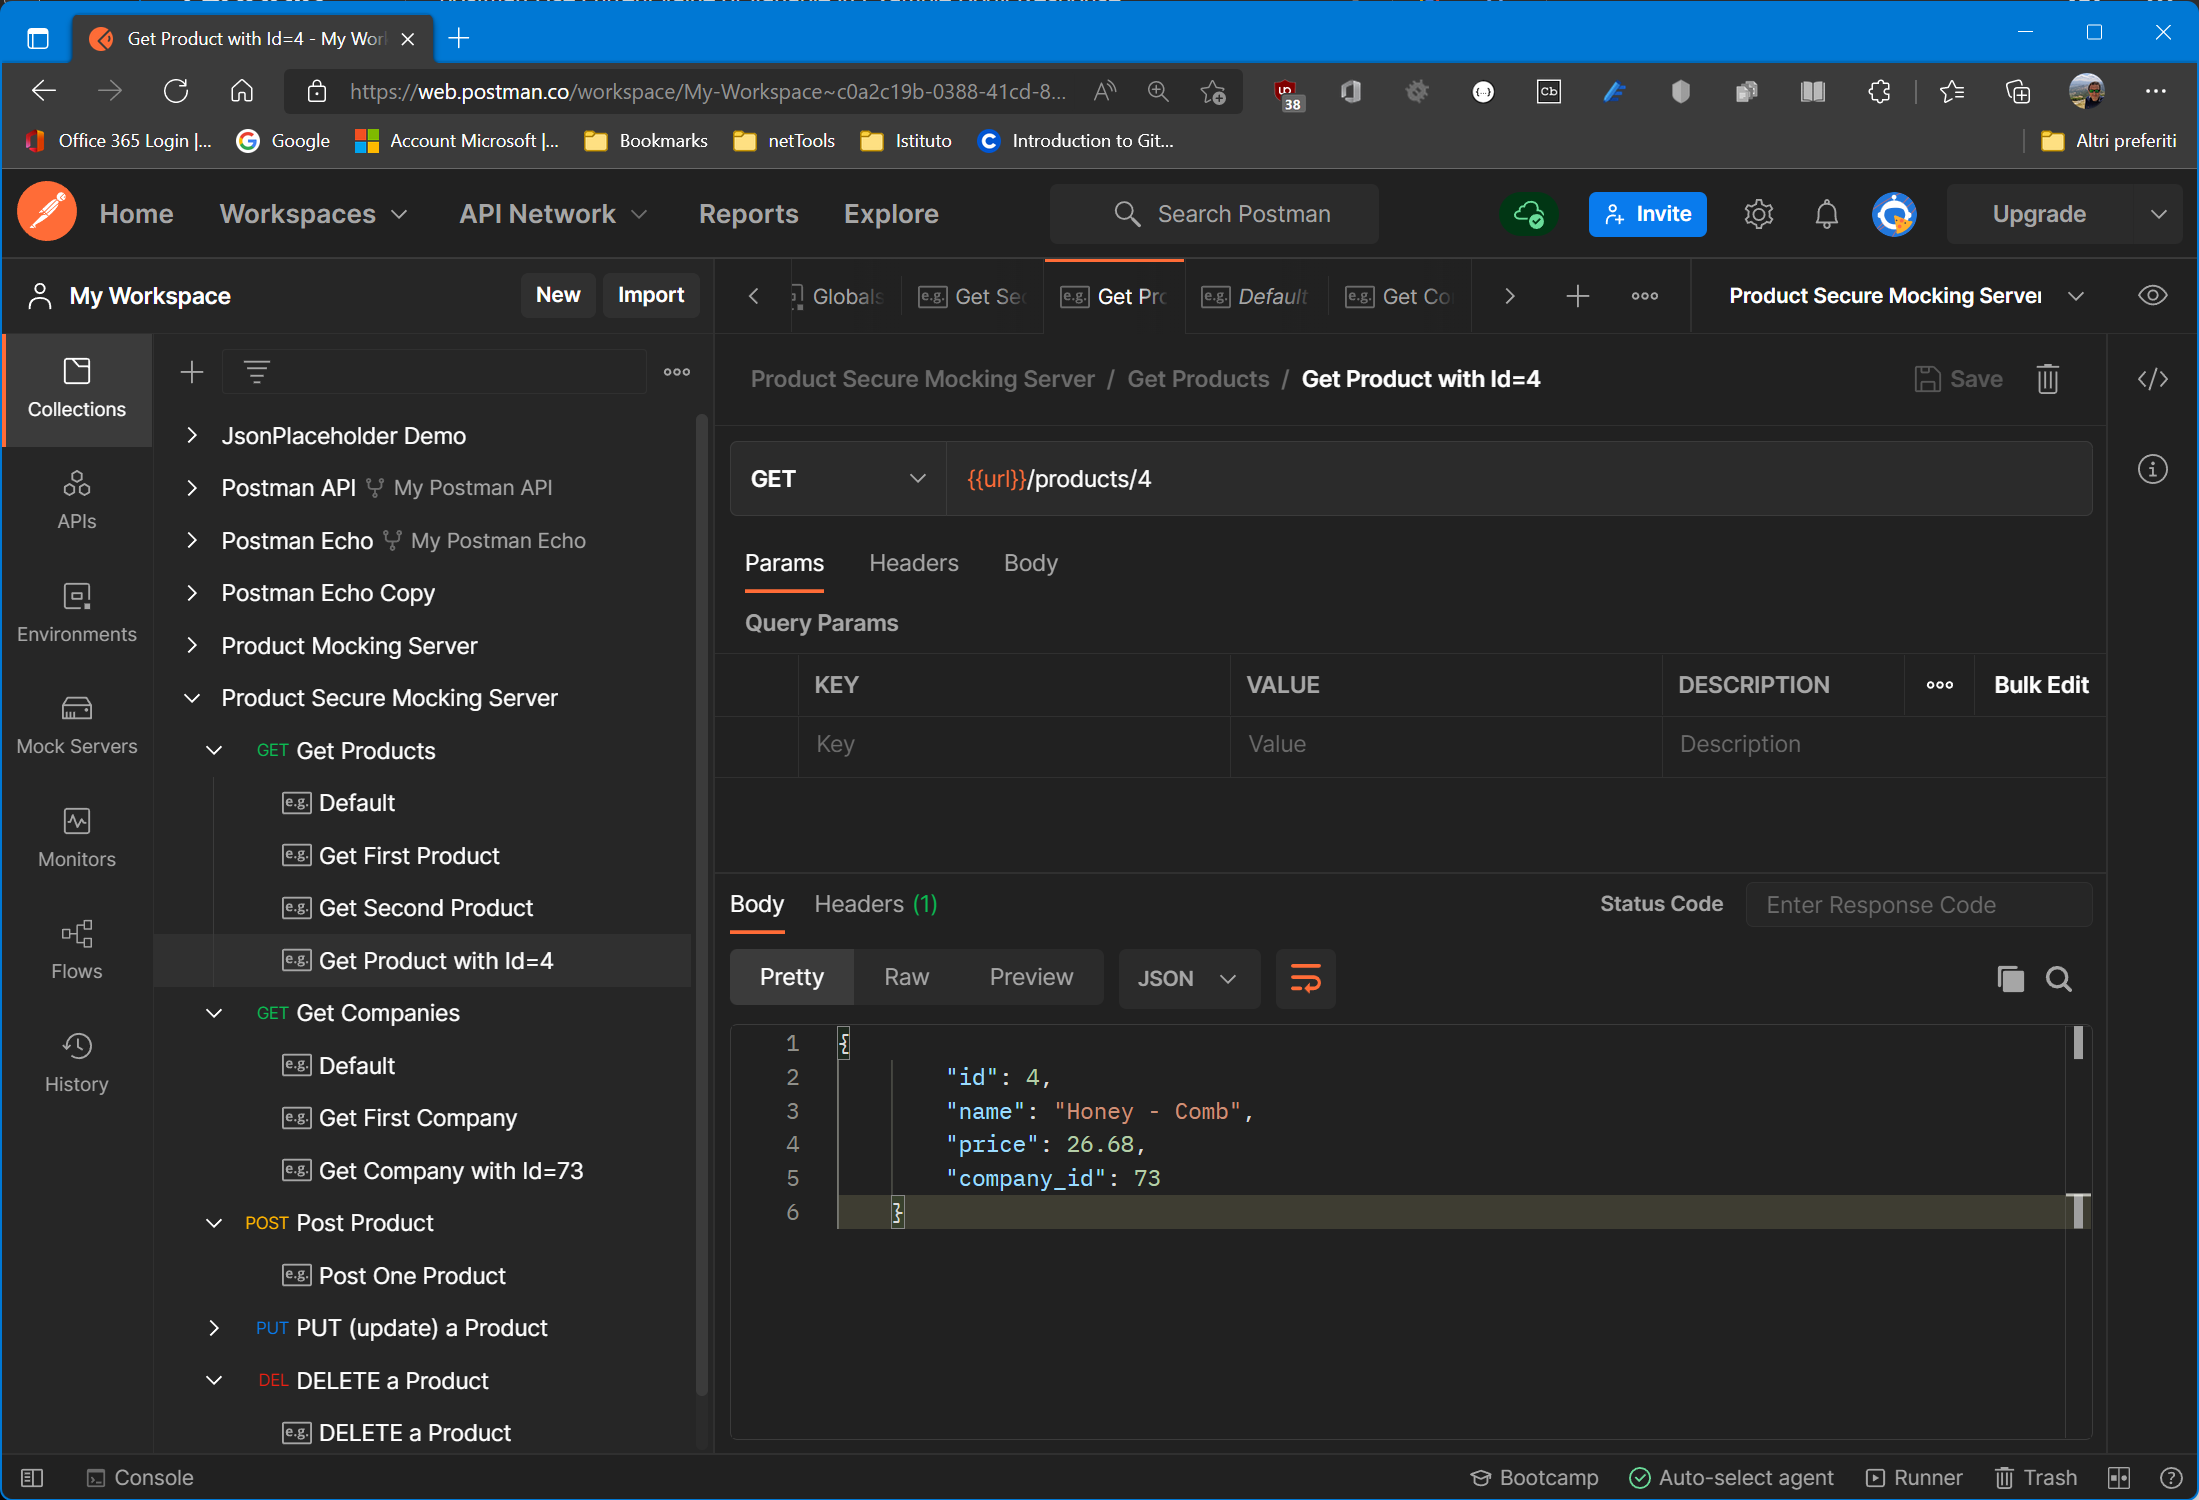 Get Product with Id=4 - My Wor
https://web.postman.co/workspace/My-Workspace~c0a2c19b-0388-41cd-8...
38
Cb
Office 365 Login |...
Google
Account Microsoft |...
Bookmarks
netTools
Istituto
Introduction to Git...
Altri preferiti
Home
Workspaces
API Network
Reports
Explore
Search Postman
Invite
Upgrade
My Workspace
New
Import
Globals
e.g. Get Sec
e.g. Get Pro
e.g. Default
e.g. Get Co
Product Secure Mocking Server
Collections
APIs
Environments
Mock Servers
Monitors
Flows
History
JsonPlaceholder Demo
Postman API My Postman API
Postman Echo My Postman Echo
Postman Echo Copy
Product Mocking Server
Product Secure Mocking Server
GET Get Products
e.g. Default
e.g. Get First Product
e.g. Get Second Product
e.g. Get Product with Id=4
GET Get Companies
e.g. Default
e.g. Get First Company
e.g. Get Company with Id=73
POST Post Product
e.g. Post One Product
PUT PUT (update) a Product
DEL DELETE a Product
e.g. DELETE a Product
Product Secure Mocking Server / Get Products / Get Product with Id=4
Save
GET
{{url}}/products/4
Params
Headers
Body
Query Params
KEY
VALUE
DESCRIPTION
Bulk Edit
Key
Value
Description
Body
Headers (1)
Status Code
Enter Response Code
Pretty
Raw
Preview
JSON
1 {
2 "id": 4,
3 "name": "Honey - Comb",
4 "price": 26.68,
5 "company_id": 73
6 }
Console
Bootcamp
Auto-select agent
Runner
Trash